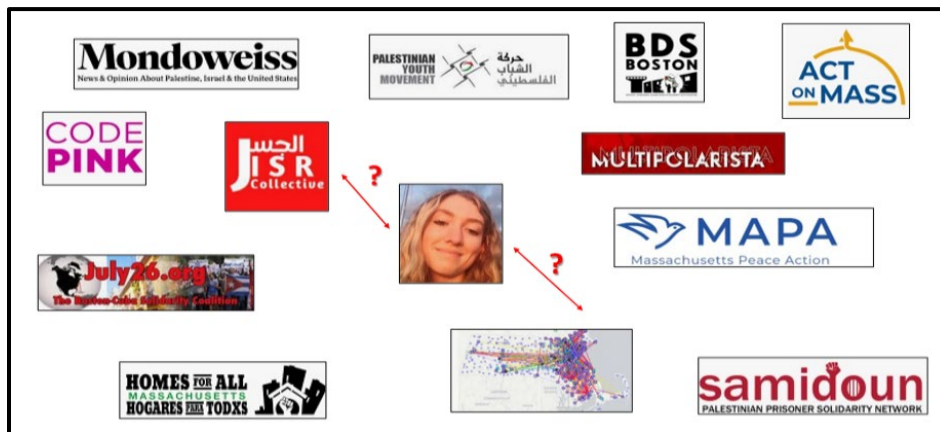 Mondoweiss
News & Opinion About Palestine, Israel & the United States
PALESTINIAN
YOUTH
MOVEMENT
حركة
الشباب
الفلسطيني
BDS
BOSTON
ACT
ON MASS
CODE
PINK
الجسر
JISR
Collective
?
MULTIPOLARISTA
MAPA
Massachusetts Peace Action
?
July26.org
The Boston-Cuba Solidarity Coalition
HOMES FOR ALL
MASSACHUSETTS
HOGARES PARA TODXS
samidoun
PALESTINIAN PRISONER SOLIDARITY NETWORK